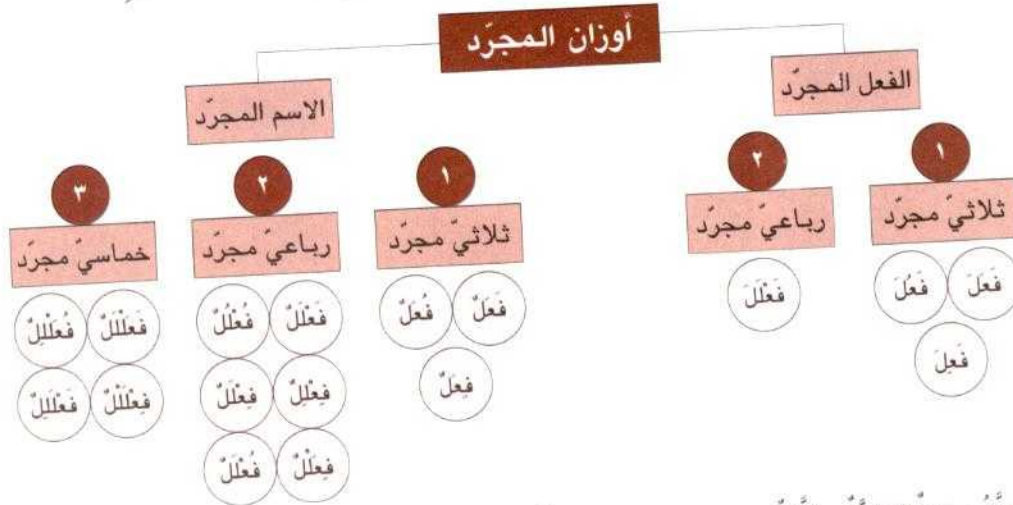 أوزان المجرّد
الفعل المجرّد
الاسم المجرّد
١
٢
١
٢
٣
ثلاثيّ مجرّد
رباعيّ مجرّد
ثلاثيّ مجرّد
رباعيّ مجرّد
خماسيّ مجرّد
فَعَلَ فَعُلَ
فَعِلَ
فَعْلَلَ
فَعَلٌ فُعَلٌ
فِعَلٌ
فَعْلَلٌ فُعْلُلٌ
فِعْلِلٌ فِعْلَلٌ
فِعَلْلٌ فُعْلَلٌ
فَعَلْلَلٌ فُعَلْلِلٌ
فِعْلَلْلٌ فَعْلَلِلٌ